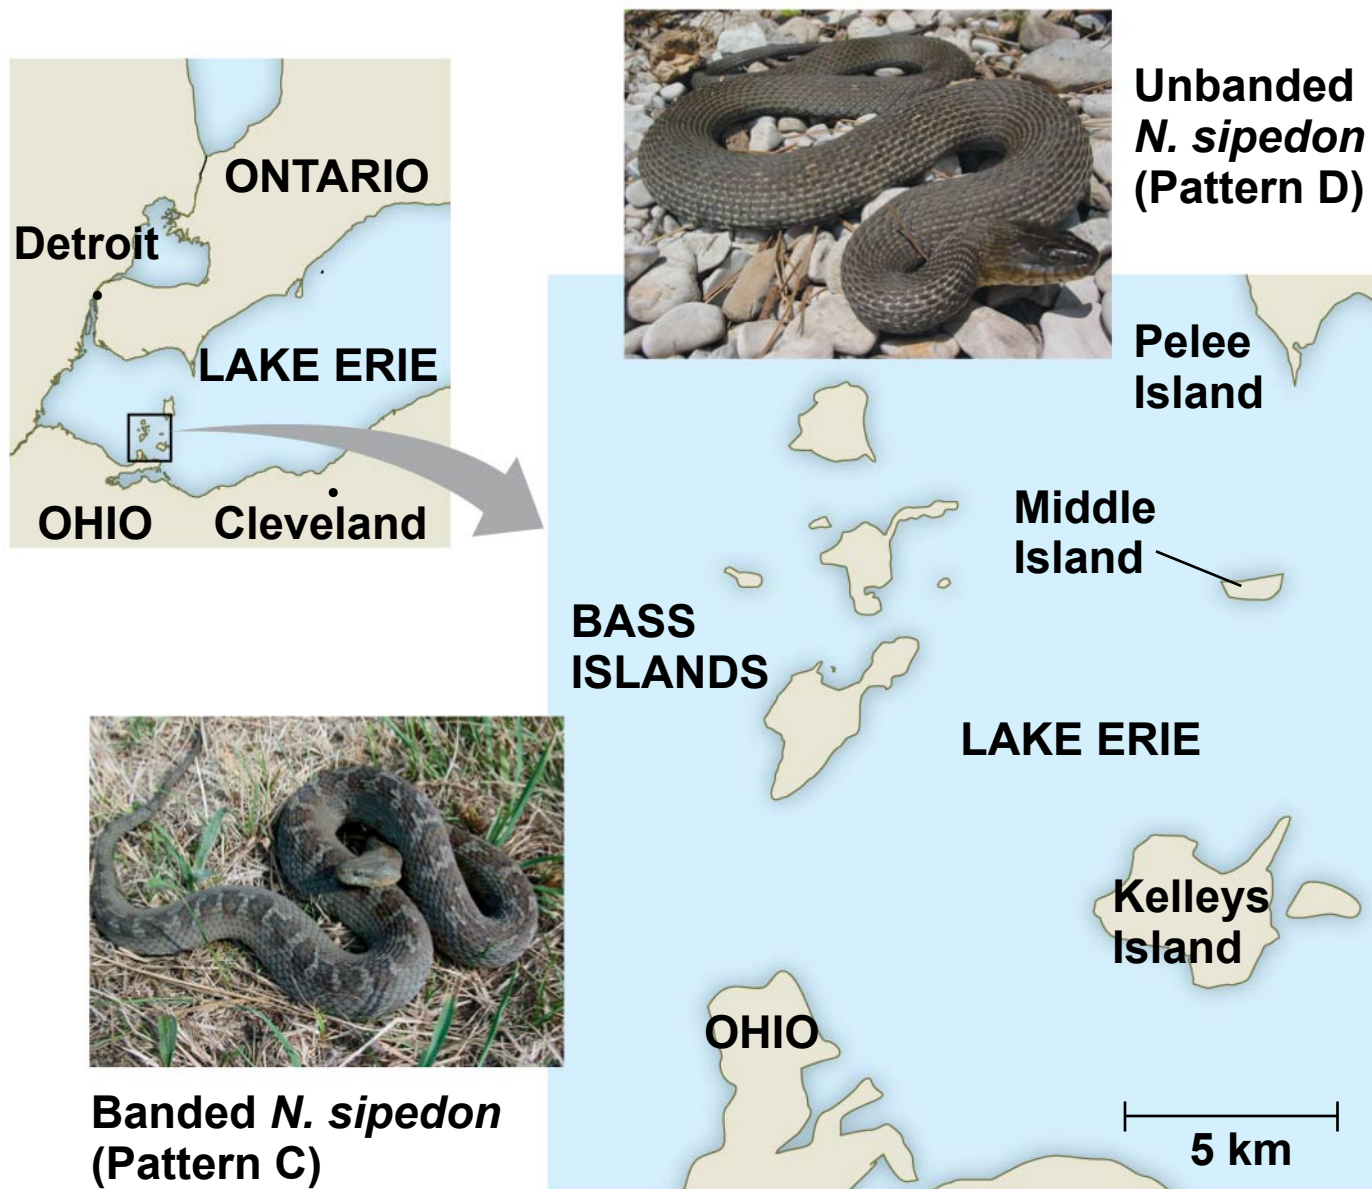 Unbanded
N. sipedon
(Pattern D)
ONTARIO
Detroit
LAKE ERIE
OHIO
Cleveland
Pelee
Island
Middle
Island
BASS
ISLANDS
LAKE ERIE
Kelleys
Island
OHIO
5 km
Banded N. sipedon
(Pattern C)